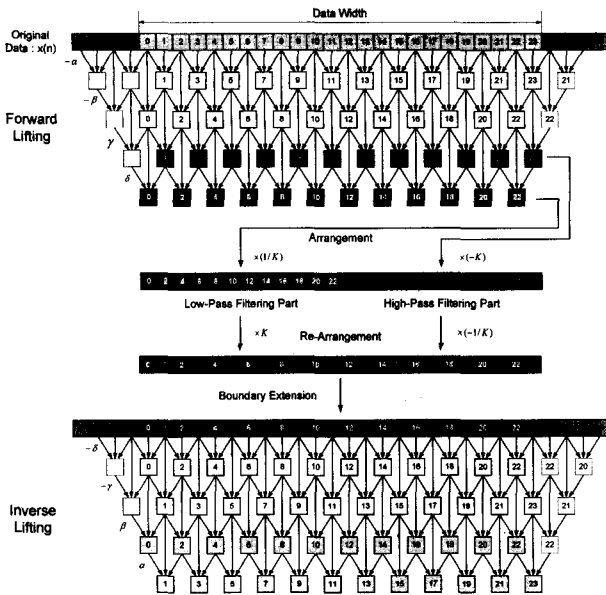 Data Width
Original Data : x(n)
0 1 2 3 4 5 6 7 8 9 10 11 12 13 14 15 16 17 18 19 20 21 22 23
-α
1 3 5 7 9 11 13 15 17 19 21 23 21
-β
Forward Lifting
0 2 4 6 8 10 12 14 16 18 20 22 22
γ
δ
0 2 4 6 8 10 12 14 16 18 20 22
Arrangement
×(1/K) ×(-K)
0 2 4 6 8 10 12 14 16 18 20 22
Low-Pass Filtering Part High-Pass Filtering Part
×K Re-Arrangement ×(-1/K)
0 2 4 6 8 10 12 14 16 18 20 22
Boundary Extension
0 2 4 6 8 10 12 14 16 18 20 22
-δ
0 2 4 6 8 10 12 14 16 18 20 22 22 20
-γ
Inverse Lifting
1 3 5 7 9 11 13 15 17 19 21 23 21
β
0 2 4 6 8 10 12 14 16 18 20 22 22
α
1 3 5 7 9 11 13 15 17 19 21 23